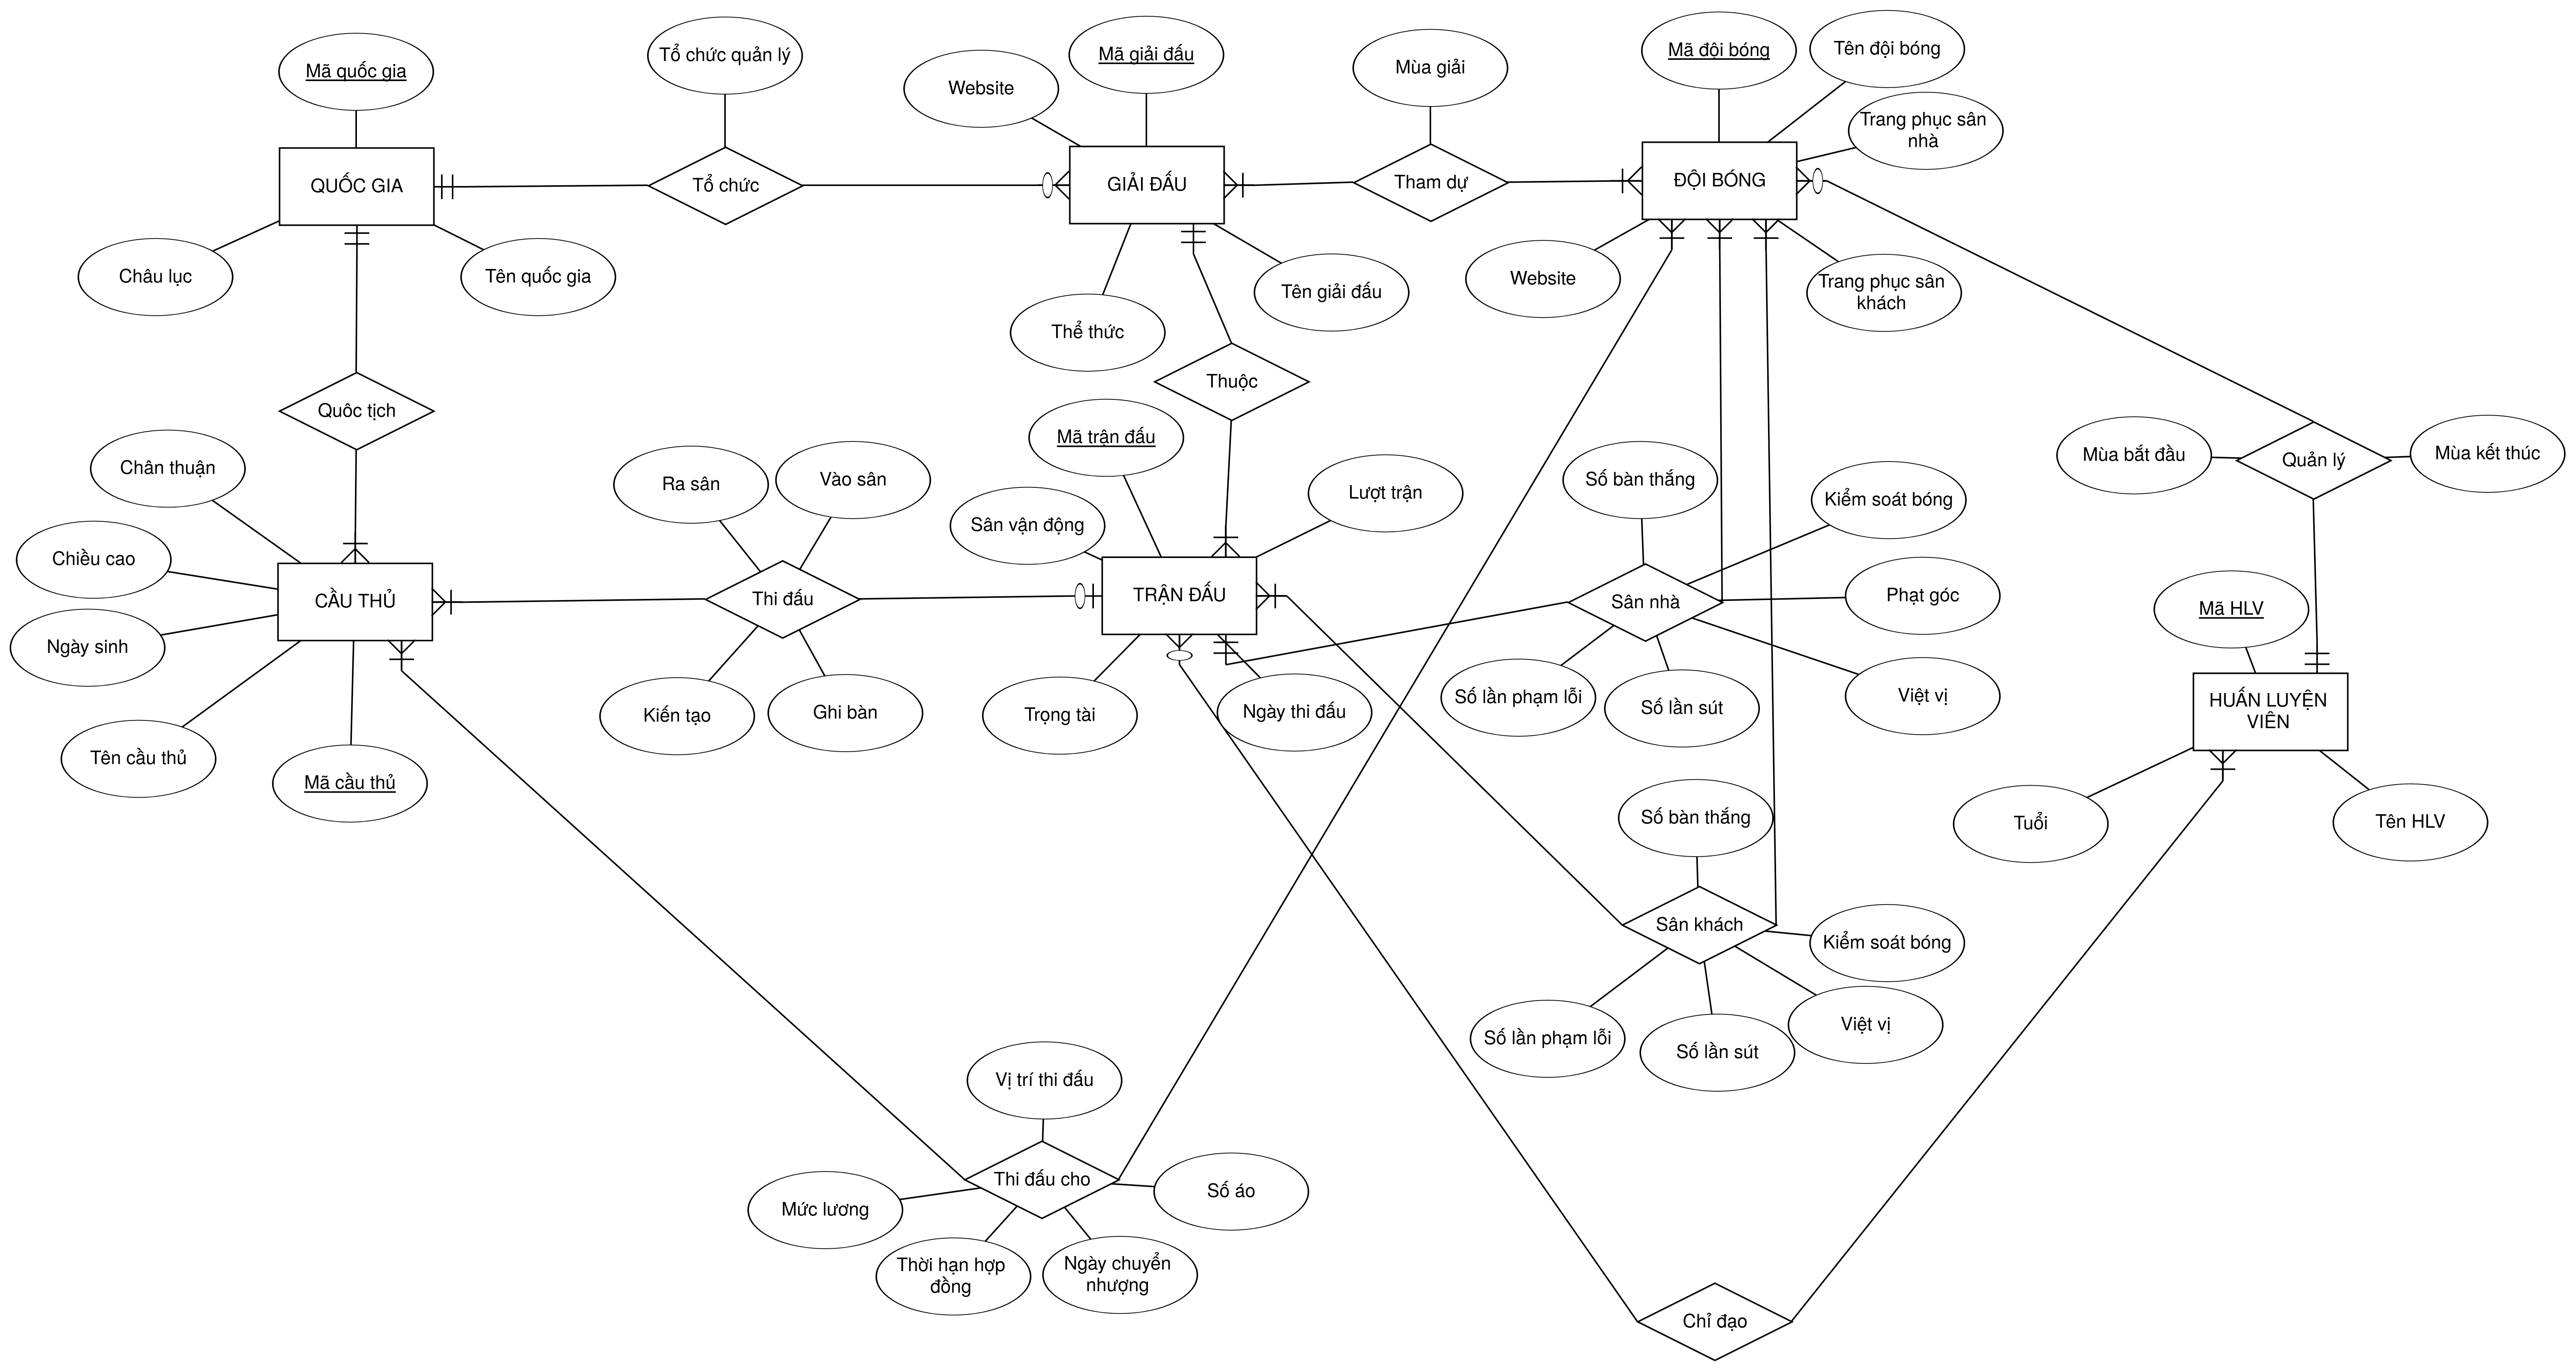 Mã quốc gia
Tổ chức quản lý
Website
Mã giải đấu
Mùa giải
Mã đội bóng
Tên đội bóng
Trang phục sân
nhà
QUỐC GIA
Tổ chức
GIẢI ĐẤU
Tham dự
ĐỘI BÓNG
Châu lục
Tên quốc gia
Thể thức
Tên giải đấu
Website
Trang phục sân
khách
Quôc tịch
Thuộc
Chân thuận
Ra sân
Vào sân
Mã trận đấu
Sân vận động
Lượt trận
Số bàn thắng
Kiểm soát bóng
Mùa bắt đầu
Quản lý
Mùa kết thúc
Chiều cao
CẦU THỦ
Thi đấu
TRẬN ĐẤU
Sân nhà
Phạt góc
Mã HLV
Ngày sinh
Tên cầu thủ
Mã cầu thủ
Kiến tạo
Ghi bàn
Trọng tài
Ngày thi đấu
Số lần phạm lỗi
Số lần sút
Việt vị
HUẤN LUYỆN
VIÊN
Tuổi
Tên HLV
Số bàn thắng
Sân khách
Kiểm soát bóng
Số lần phạm lỗi
Số lần sút
Việt vị
Vị trí thi đấu
Thi đấu cho
Mức lương
Số áo
Thời hạn hợp
đồng
Ngày chuyển
nhượng
Chỉ đạo